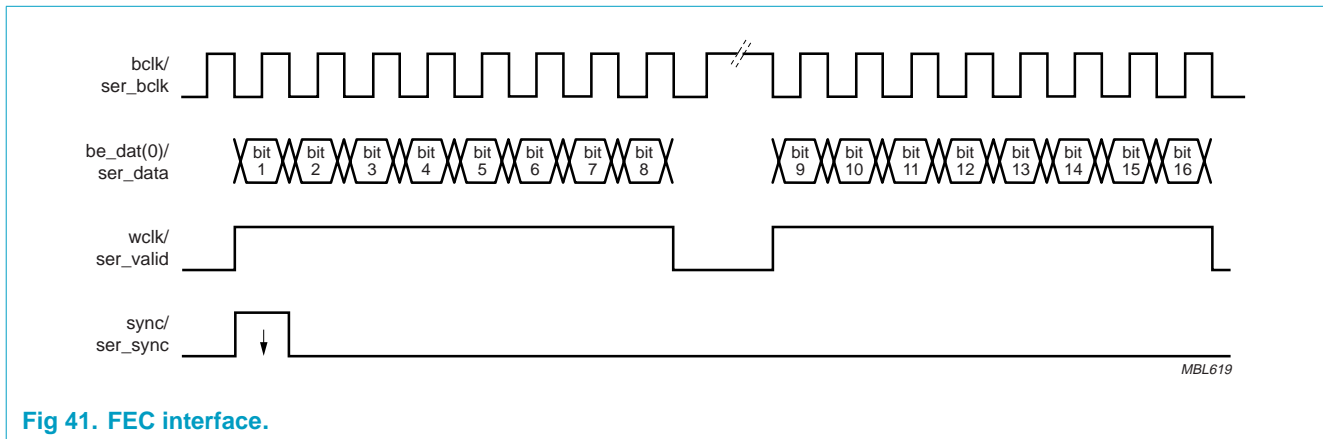 bclk/
ser_bclk
be_dat(0)/
ser_data
bit
1
bit
2
bit
3
bit
4
bit
5
bit
6
bit
7
bit
8
bit
9
bit
10
bit
11
bit
12
bit
13
bit
14
bit
15
bit
16
wclk/
ser_valid
sync/
ser_sync
MBL619
Fig 41. FEC interface.